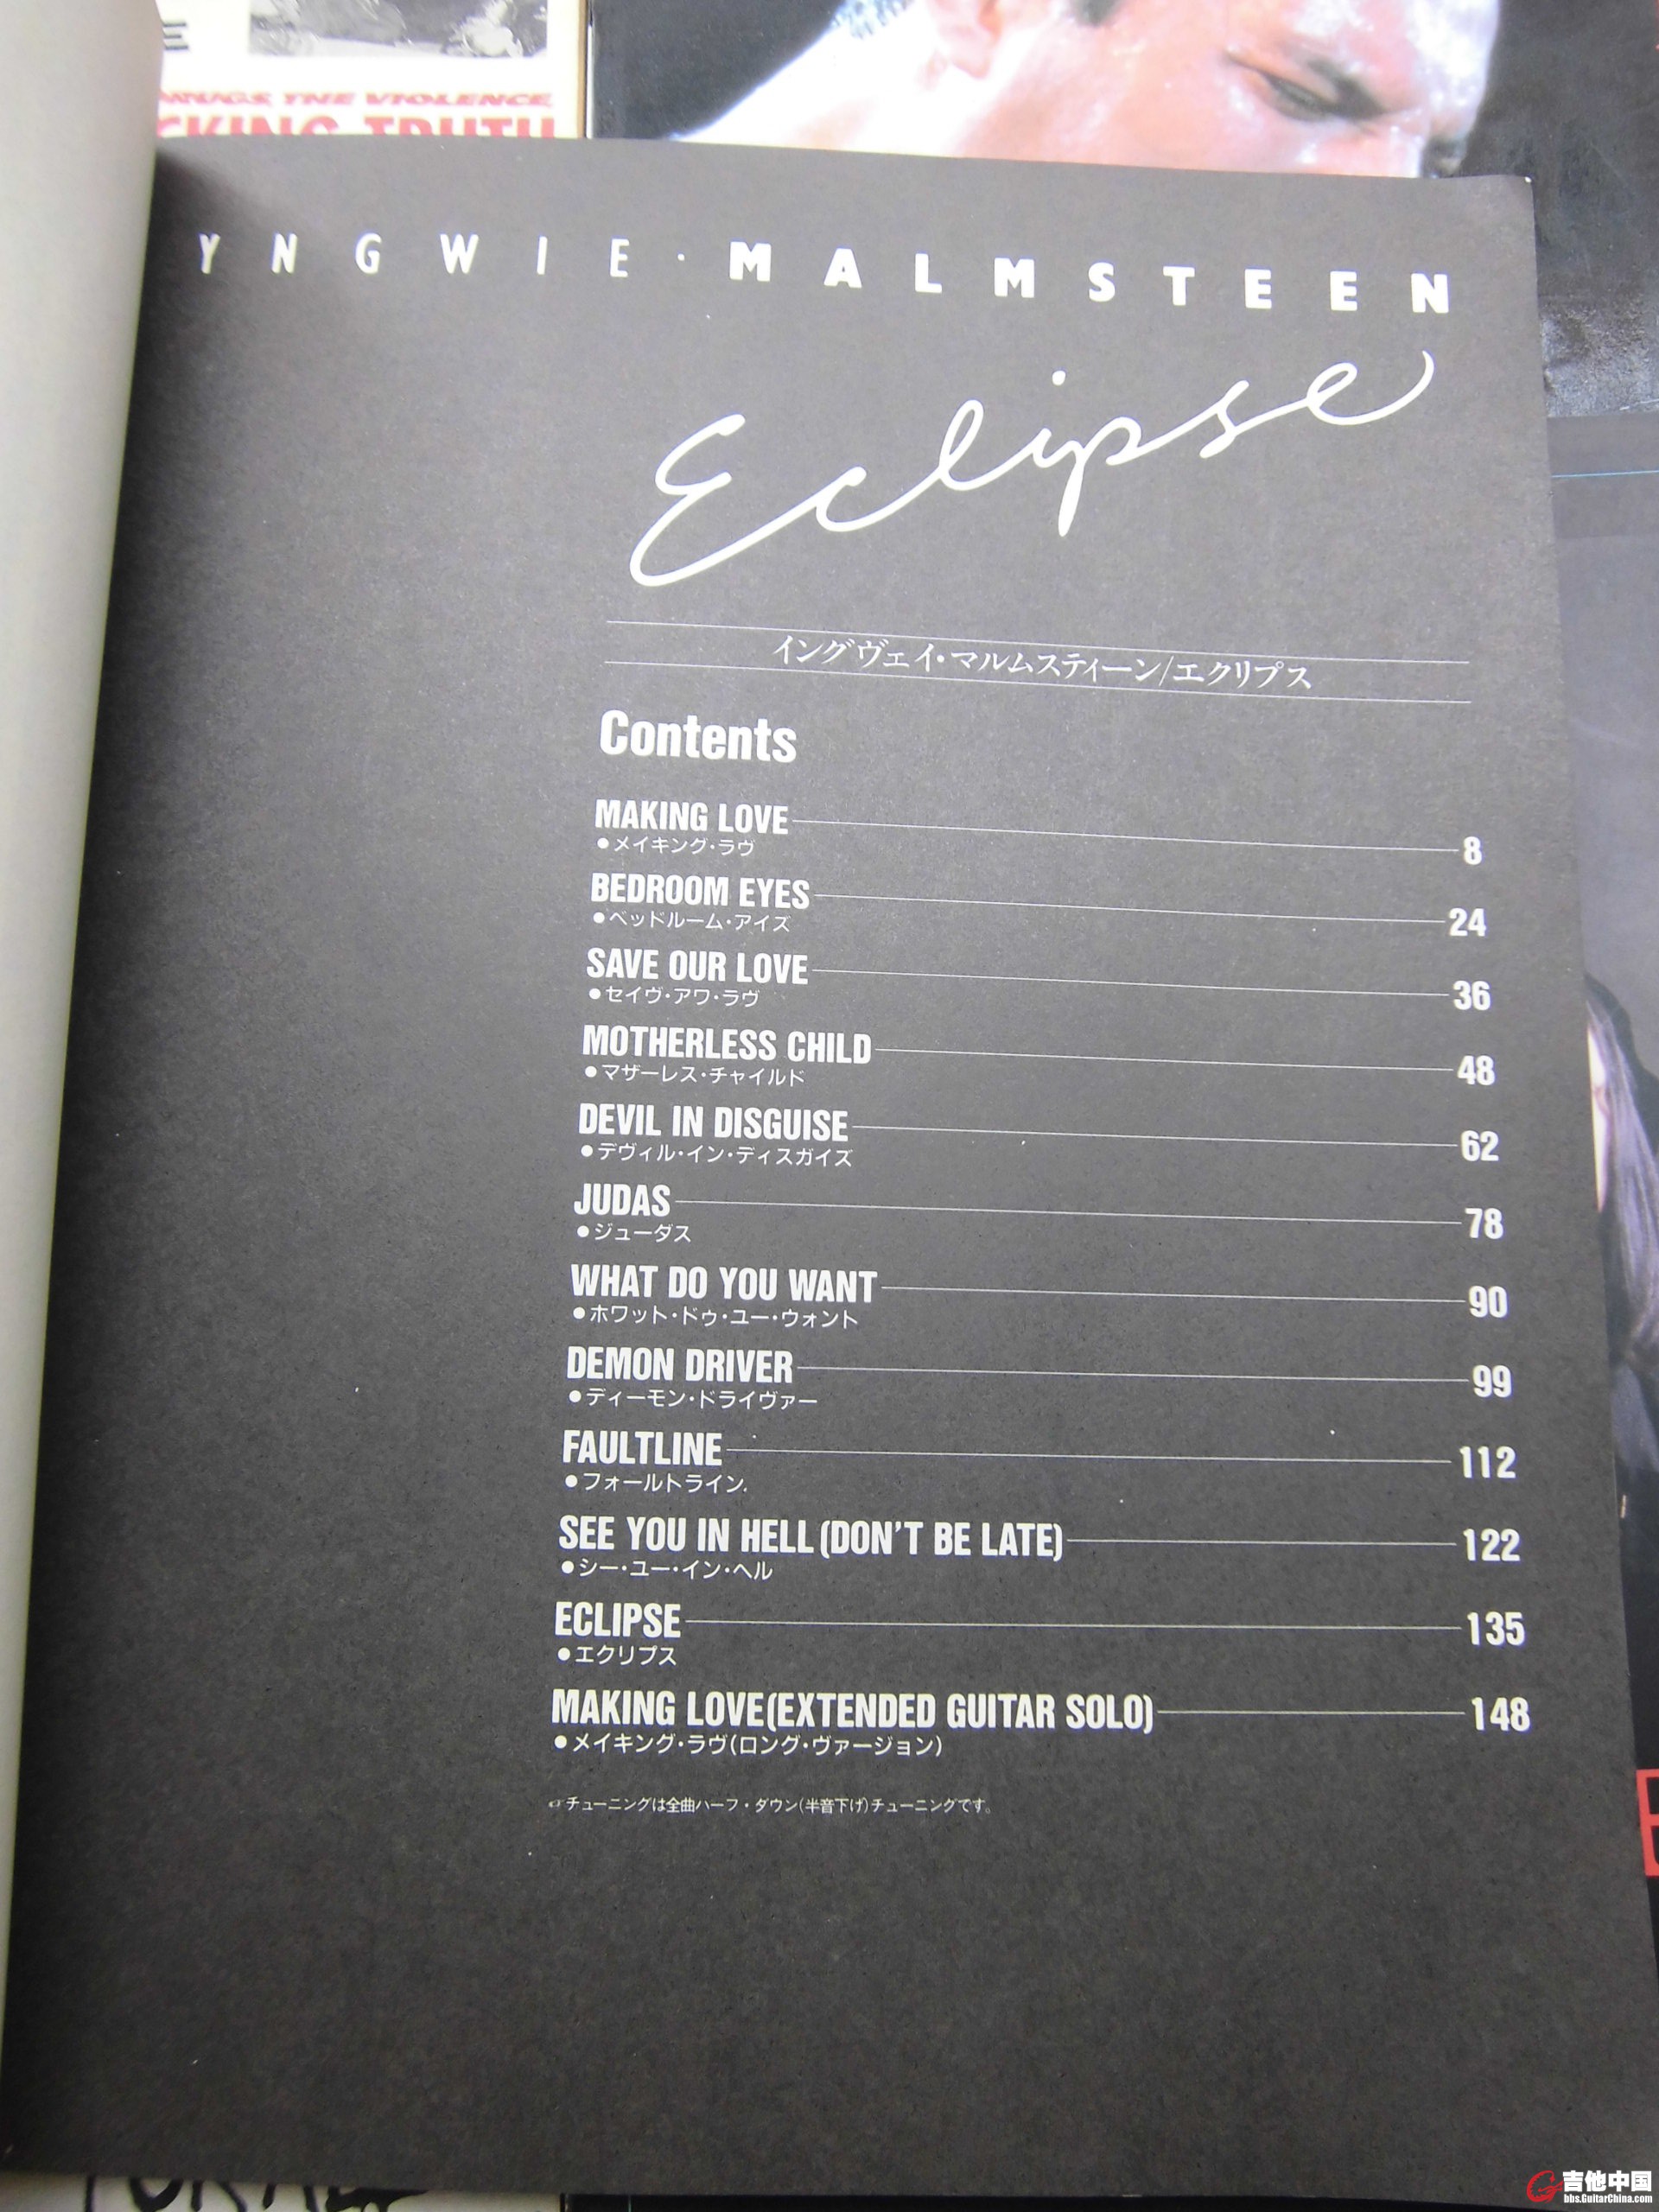 DRUGS, THE VIOLENCE,
TRUTH
YNGWIE·MALMSTEEN
Eclipse
イングヴェイ・マルムスティーン/エクリプス
Contents
MAKING LOVE 8
●メイキング・ラヴ
BEDROOM EYES 24
●ベッドルーム・アイズ
SAVE OUR LOVE 36
●セイヴ・アワ・ラヴ
MOTHERLESS CHILD 48
●マザーレス・チャイルド
DEVIL IN DISGUISE 62
●デヴィル・イン・ディスガイズ
JUDAS 78
●ジューダス
WHAT DO YOU WANT 90
●ホワット・ドゥ・ユー・ウォント
DEMON DRIVER 99
●ディーモン・ドライヴァー
FAULTLINE 112
●フォールトライン
SEE YOU IN HELL(DON'T BE LATE) 122
●シー・ユー・イン・ヘル
ECLIPSE 135
●エクリプス
MAKING LOVE(EXTENDED GUITAR SOLO) 148
●メイキング・ラヴ(ロング・ヴァージョン)
☞チューニングは全曲ハーフ・ダウン(半音下げ)チューニングです。
吉他中国
bbs.GuitarChina.com